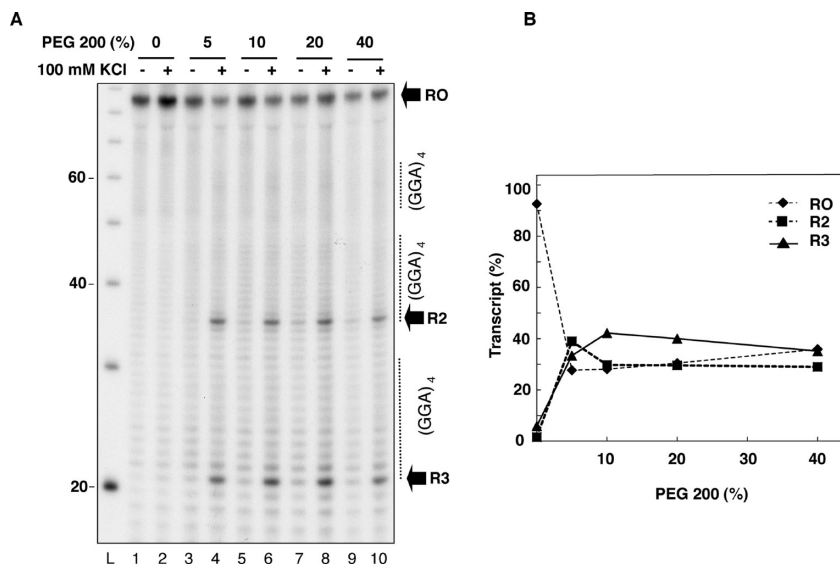 A
PEG 200 (%) 0 5 10 20 40
100 mM KCl - + - + - + - + - +
RO
60
(GGA)4
40
(GGA)4
R2
(GGA)4
20
R3
L 1 2 3 4 5 6 7 8 9 10
B
100
80
60
40
20
0
Transcript (%)
RO
R2
R3
10 20 30 40
PEG 200 (%)